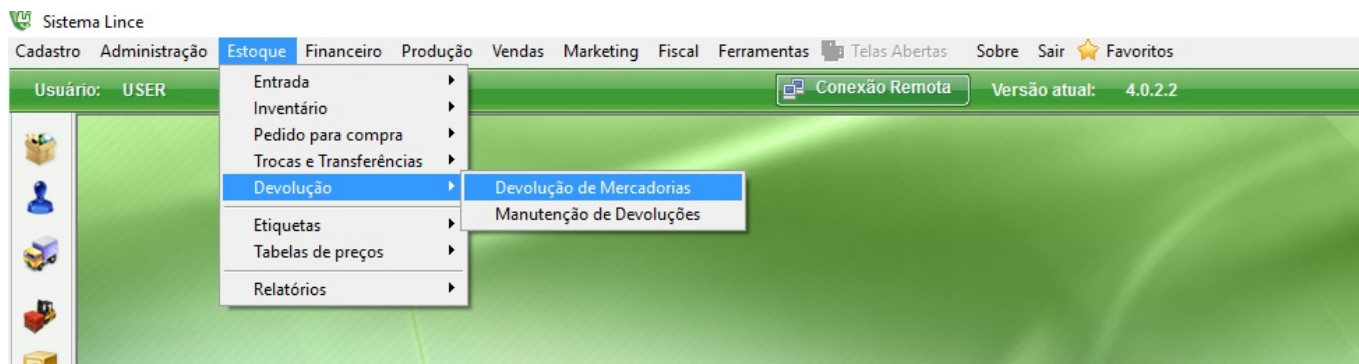 Sistema Lince
Cadastro Administração Estoque Financeiro Produção Vendas Marketing Fiscal Ferramentas Telas Abertas Sobre Sair Favoritos
Usuário: USER Conexão Remota Versão atual: 4.0.2.2
Entrada
Inventário
Pedido para compra
Trocas e Transferências
Devolução
Devolução de Mercadorias
Manutenção de Devoluções
Etiquetas
Tabelas de preços
Relatórios